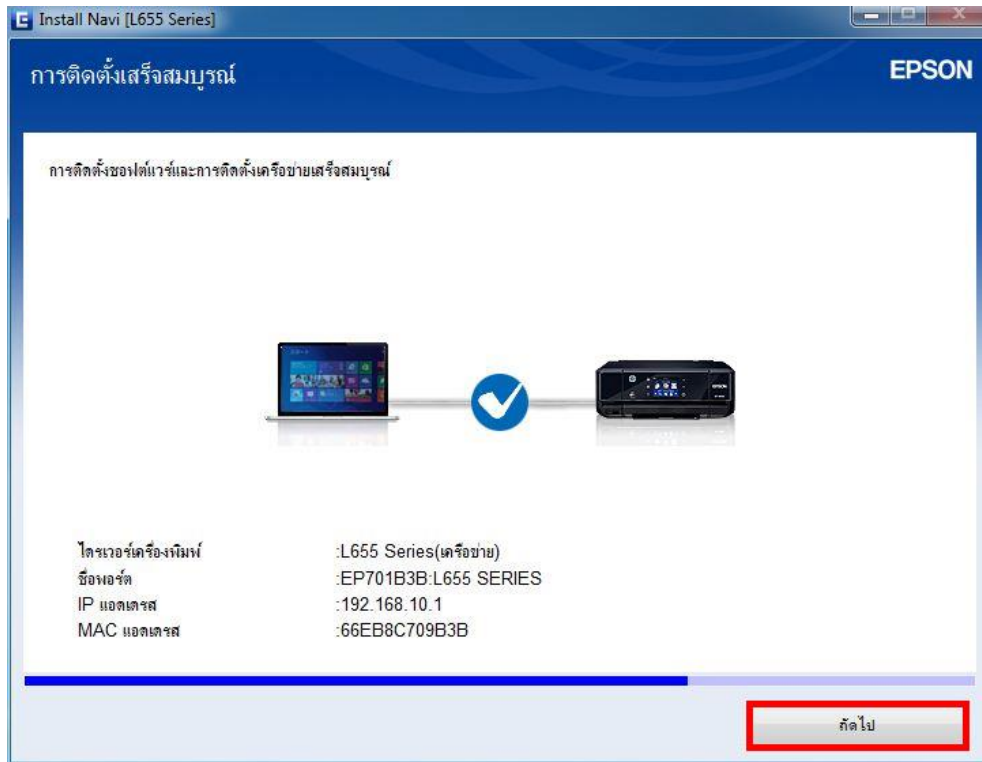 Install Navi [L655 Series]
การติดตั้งเสร็จสมบูรณ์
EPSON
การติดตั้งซอฟต์แวร์และการติดตั้งเครือข่ายเสร็จสมบูรณ์
ไดรเวอร์เครื่องพิมพ์ :L655 Series(เครือข่าย)
ชื่อพอร์ต :EP701B3B:L655 SERIES
IP แอดเดรส :192.168.10.1
MAC แอดเดรส :66EB8C709B3B
ถัดไป